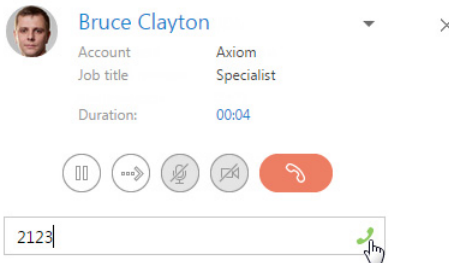 Bruce Clayton
Account Axiom
Job title Specialist
Duration: 00:04
2123